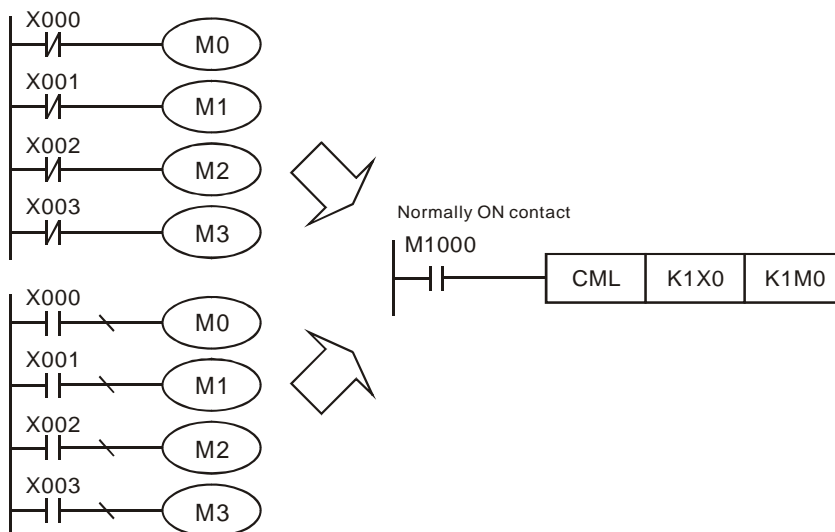 X000
M0
X001
M1
X002
M2
X003
M3
X000
M0
X001
M1
X002
M2
X003
M3
Normally ON contact
M1000
CML K1X0 K1M0